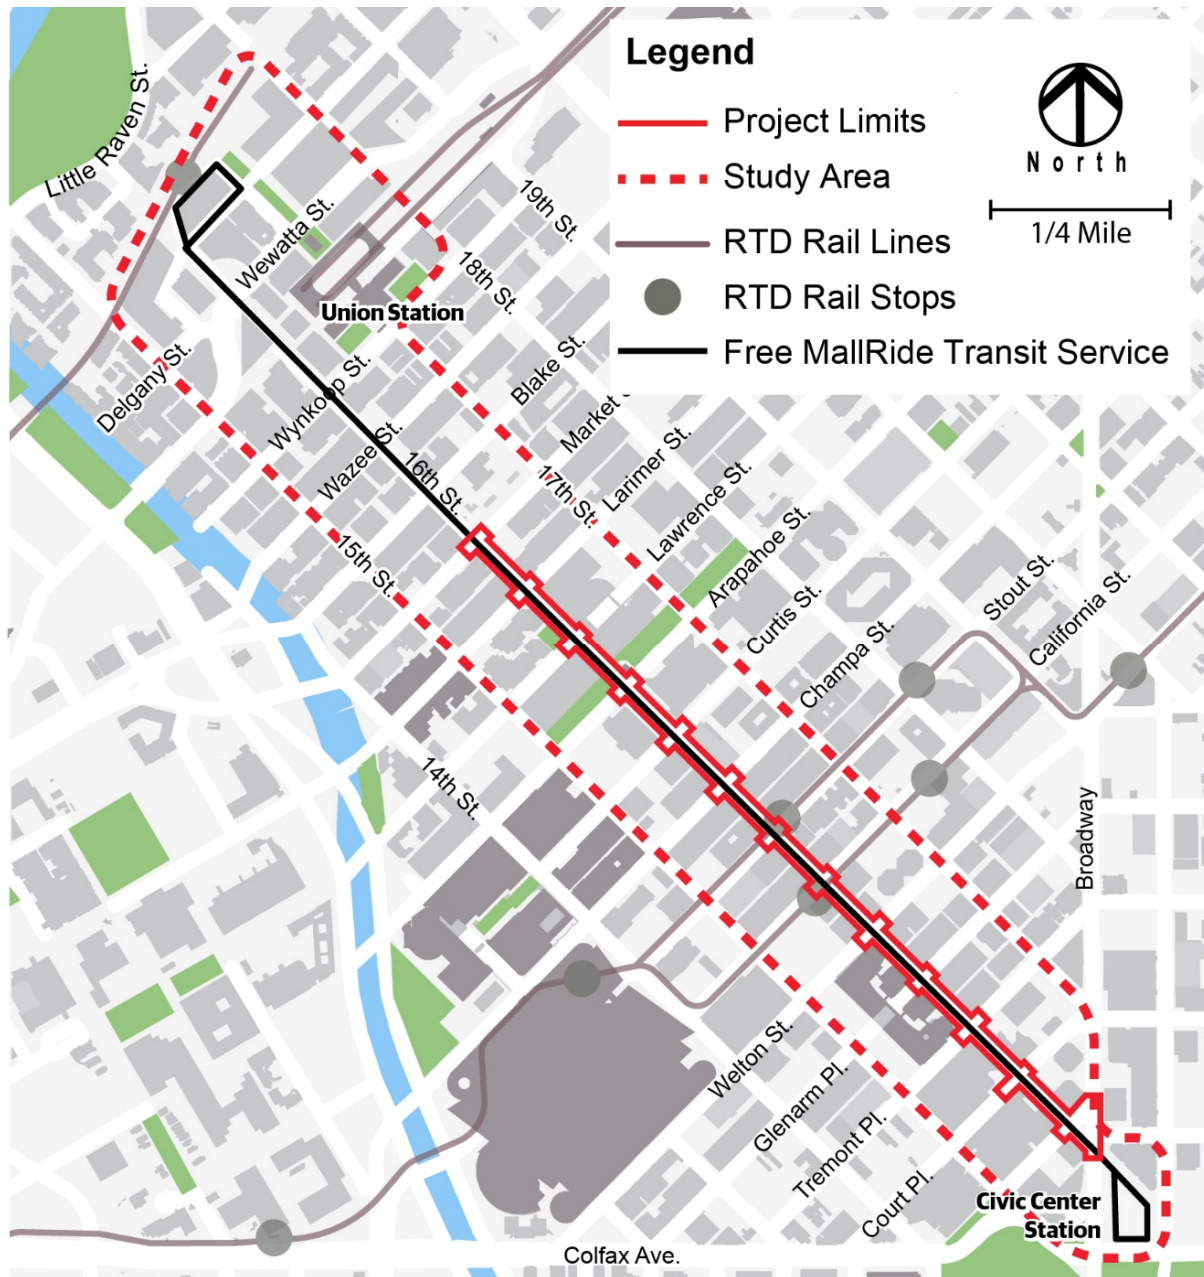 Legend
Project Limits
Study Area
RTD Rail Lines
RTD Rail Stops
Free MallRide Transit Service
North
1/4 Mile
Little Raven St.
Wewatta St.
19th St.
18th St.
Union Station
Delgany St.
Wynkoop St.
Blake St.
Market
Wazee St.
16th St.
17th St.
Larimer St.
Lawrence St.
Arapahoe St.
15th St.
Curtis St.
Stout St.
California St.
Champa St.
14th St.
Broadway
Welton St.
Glenarm Pl.
Tremont Pl.
Court Pl.
Civic Center
Station
Colfax Ave.